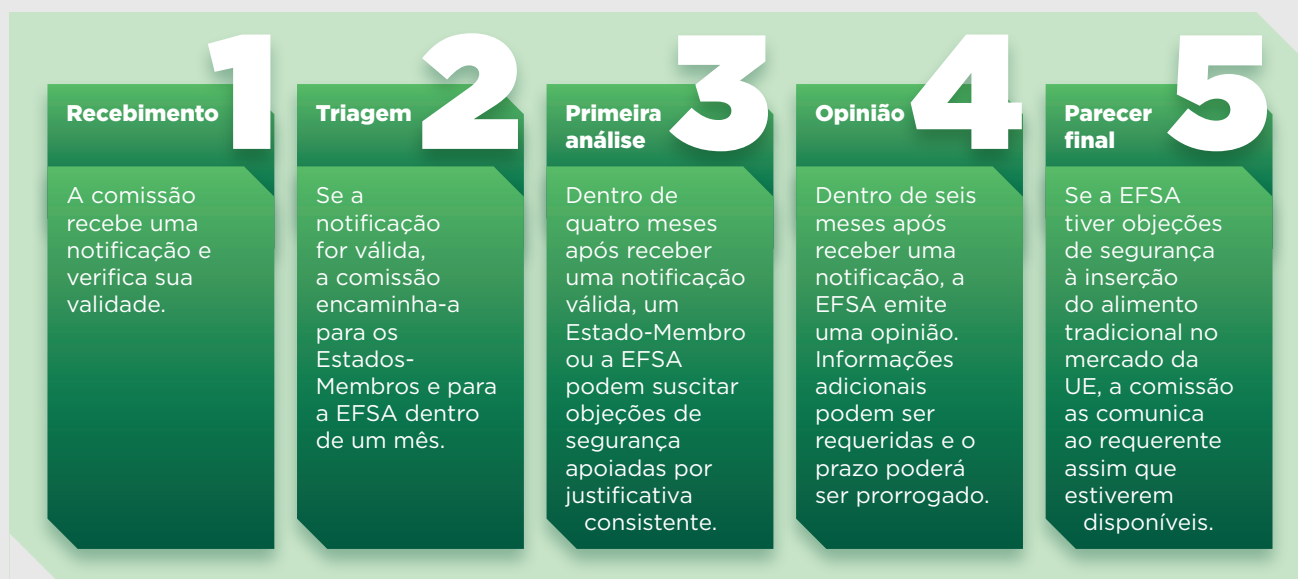 1
Recebimento
A comissão
recebe uma
notificação e
verifica sua
validade.
2
Triagem
Se a
notificação
for válida,
a comissão
encaminha-a
para os
Estados-
Membros e para
a EFSA dentro
de um mês.
3
Primeira
análise
Dentro de
quatro meses
após receber
uma notificação
válida, um
Estado-Membro
ou a EFSA
podem suscitar
objeções de
segurança
apoiadas por
justificativa
consistente.
4
Opinião
Dentro de seis
meses após
receber uma
notificação, a
EFSA emite
uma opinião.
Informações
adicionais
podem ser
requeridas e o
prazo poderá
ser prorrogado.
5
Parecer
final
Se a EFSA
tiver objeções
de segurança
à inserção
do alimento
tradicional no
mercado da
UE, a comissão
as comunica
ao requerente
assim que
estiverem
disponíveis.